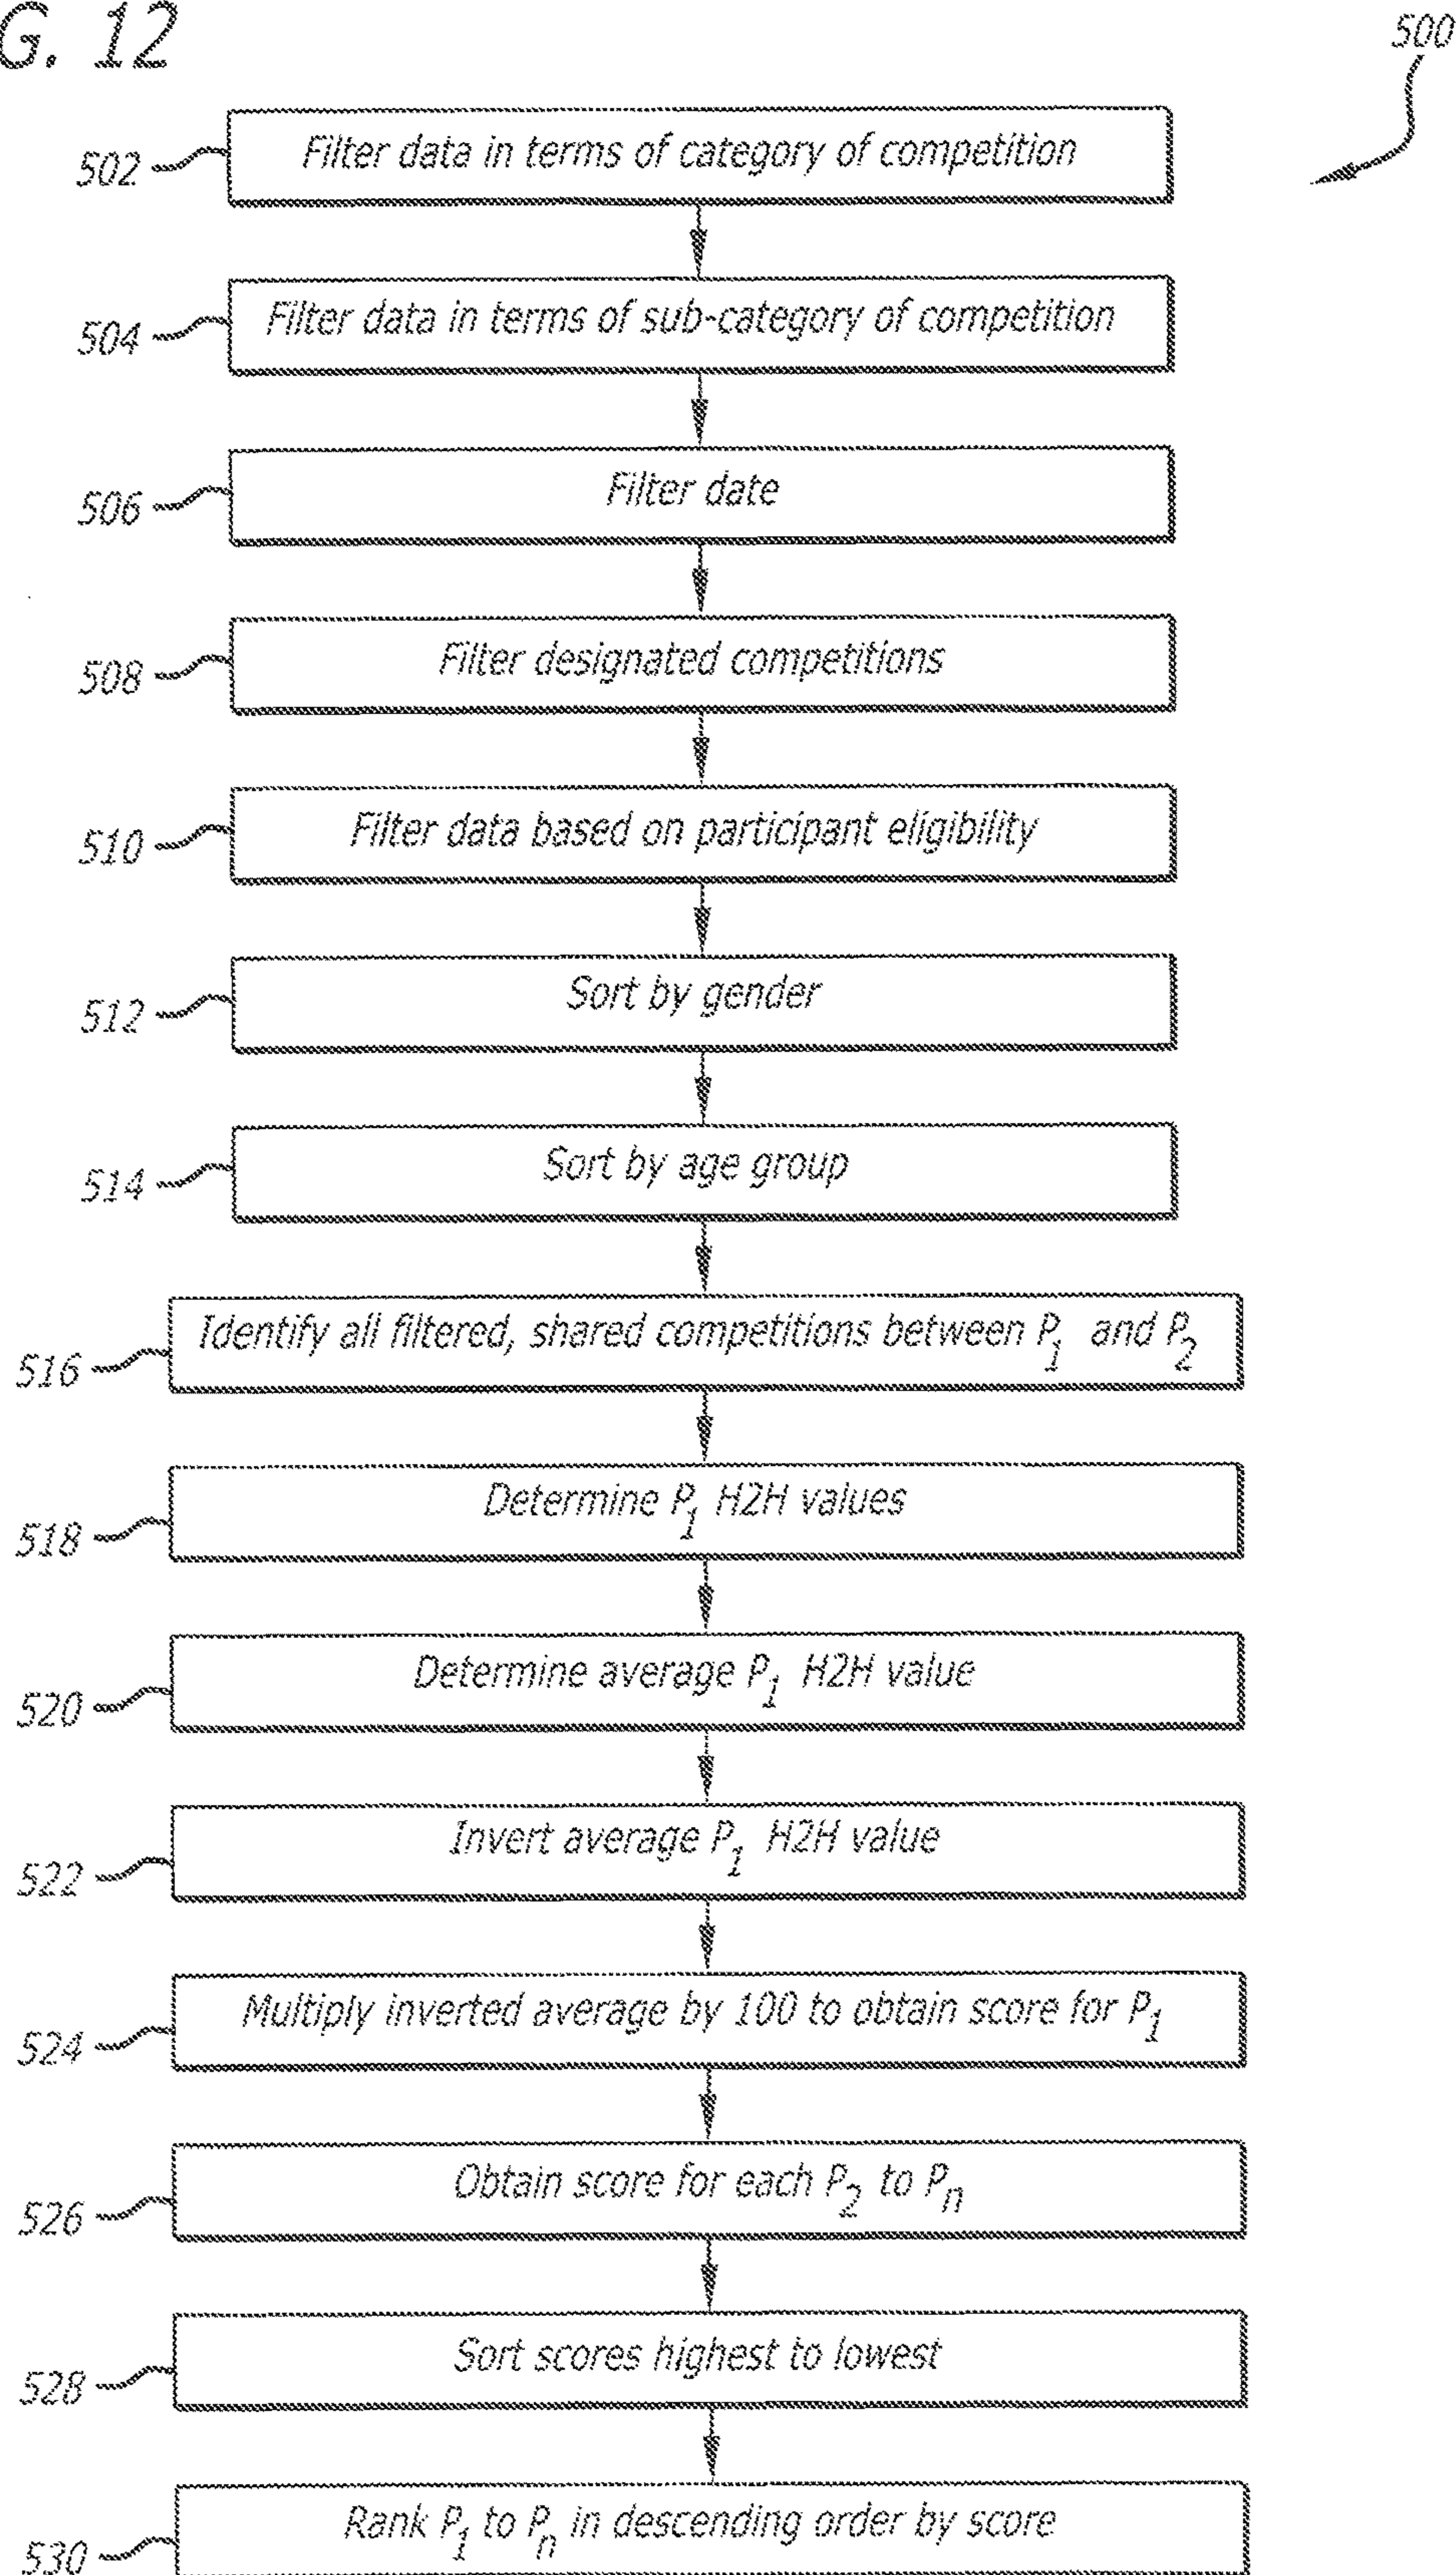 G. 12
500
502 Filter data in terms of category of competition
504 Filter data in terms of sub-category of competition
506 Filter date
508 Filter designated competitions
510 Filter data based on participant eligibility
512 Sort by gender
514 Sort by age group
516 Identify all filtered, shared competitions between P1 and P2
518 Determine P1 H2H values
520 Determine average P1 H2H value
522 Invert average P1 H2H value
524 Multiply inverted average by 100 to obtain score for P1
526 Obtain score for each P2 to Pn
528 Sort scores highest to lowest
530 Rank P1 to Pn in descending order by score